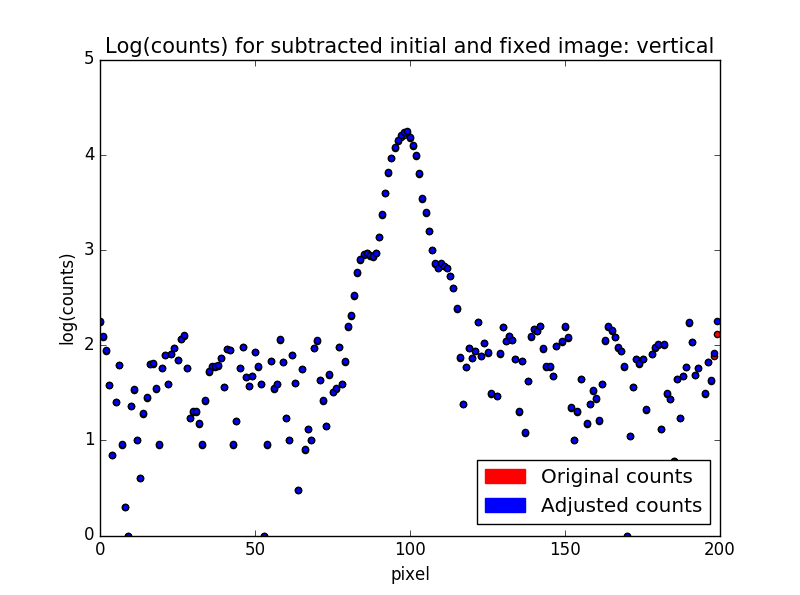 Log(counts) for subtracted initial and fixed image: vertical
5
4
3
2
1
0
log(counts)
Original counts
Adjusted counts
0 50 100 150 200
pixel